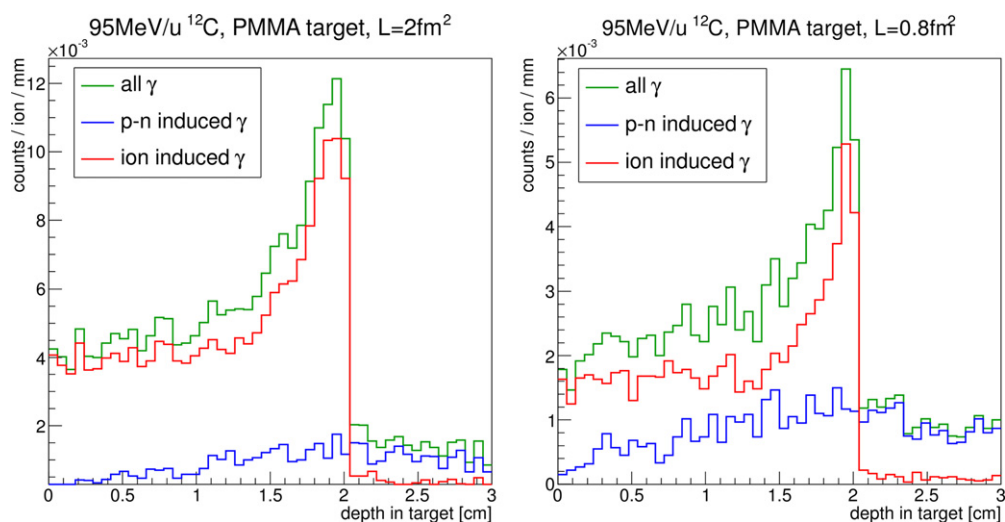 95MeV/u ¹²C, PMMA target, L=2fm²
×10⁻³
counts / ion / mm
12
10
8
6
4
2
all γ
p-n induced γ
ion induced γ
0 0.5 1 1.5 2 2.5 3
depth in target [cm]
95MeV/u ¹²C, PMMA target, L=0.8fm²
×10⁻³
counts / ion / mm
6
5
4
3
2
1
0
all γ
p-n induced γ
ion induced γ
0 0.5 1 1.5 2 2.5 3
depth in target [cm]